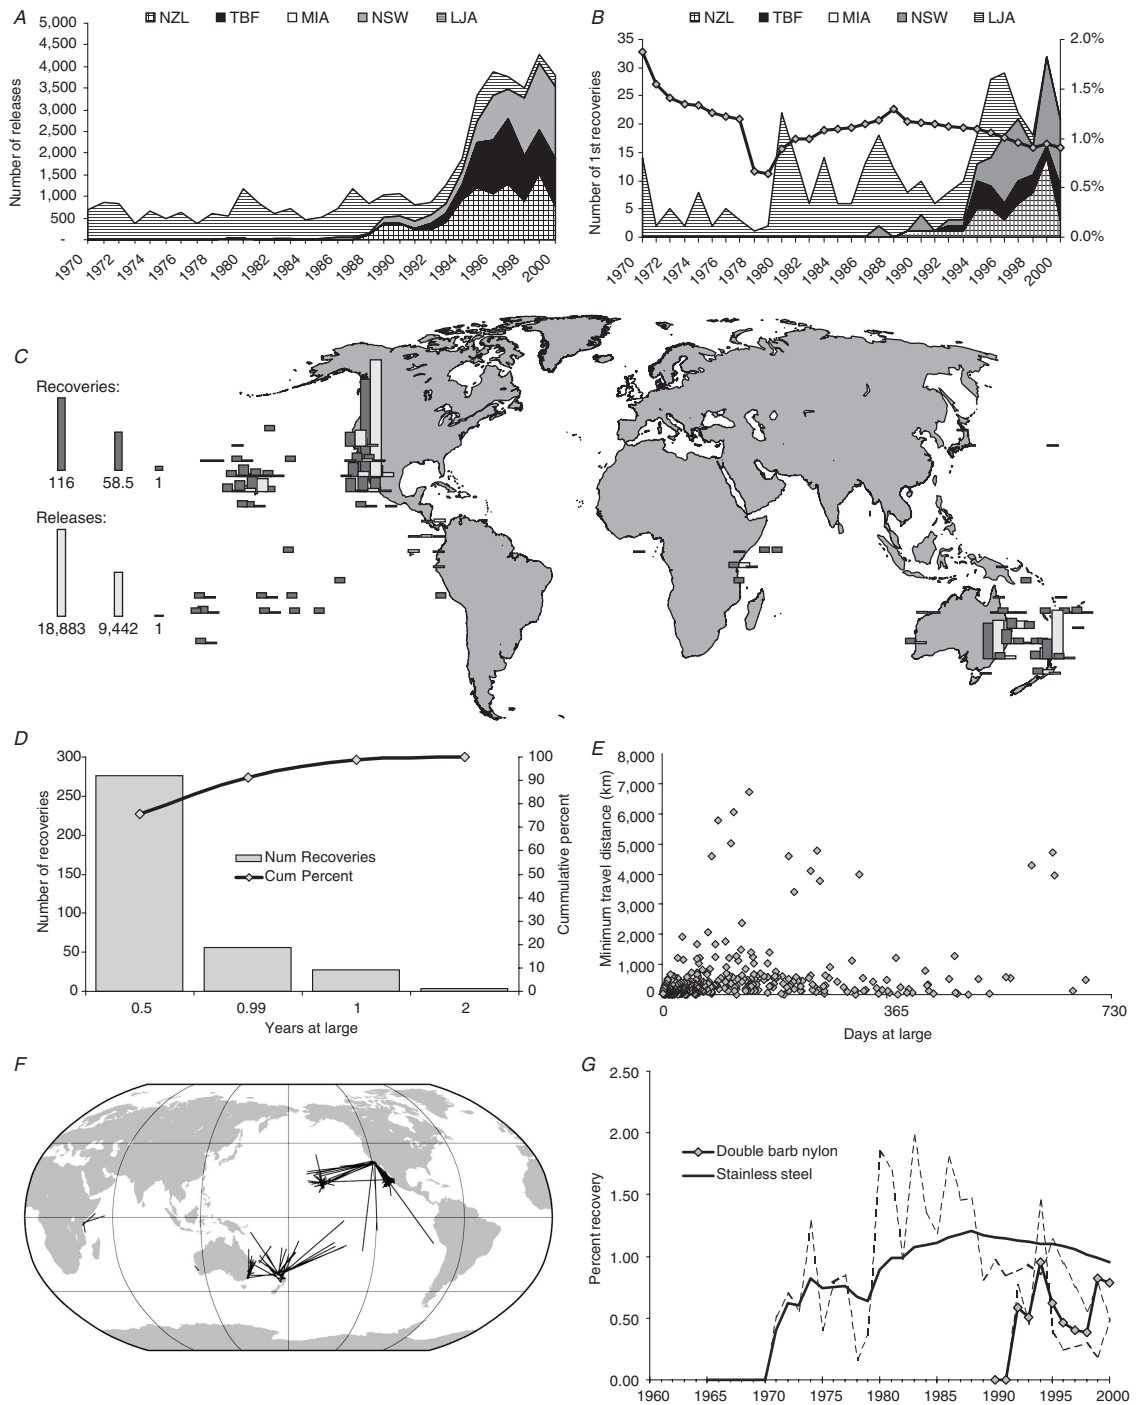 A
NZL TBF MIA NSW LJA
Number of releases
5,000
4,500
4,000
3,500
3,000
2,500
2,000
1,500
1,000
500
-
1970 1972 1974 1976 1978 1980 1982 1984 1986 1988 1990 1992 1994 1996 1998 2000
B
NZL TBF MIA NSW LJA
Number of 1st recoveries
35
30
25
20
15
10
5
0
2.0%
1.5%
1.0%
0.5%
0.0%
1970 1972 1974 1976 1978 1980 1982 1984 1986 1988 1990 1992 1994 1996 1998 2000
C
Recoveries:
116 58.5 1
Releases:
18,883 9,442 1
D
Number of recoveries
300
250
200
150
100
50
0
Num Recoveries
Cum Percent
100
90
80
70
60
50
40
30
20
10
0
Cummulative percent
0.5 0.99 1 2
Years at large
E
Minimum travel distance (km)
8,000
7,000
6,000
5,000
4,000
3,000
2,000
1,000
0
0 365 730
Days at large
F
G
Percent recovery
2.50
2.00
1.50
1.00
0.50
0.00
Double barb nylon
Stainless steel
1960 1965 1970 1975 1980 1985 1990 1995 2000